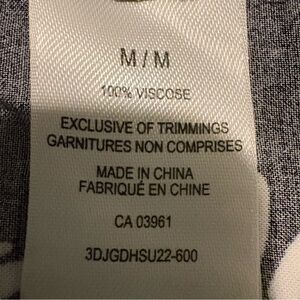 M / M
100% VISCOSE
EXCLUSIVE OF TRIMMINGS
GARNITURES NON COMPRISES
MADE IN CHINA
FABRIQUÉ EN CHINE
CA 03961
3DJGDHSU22-600